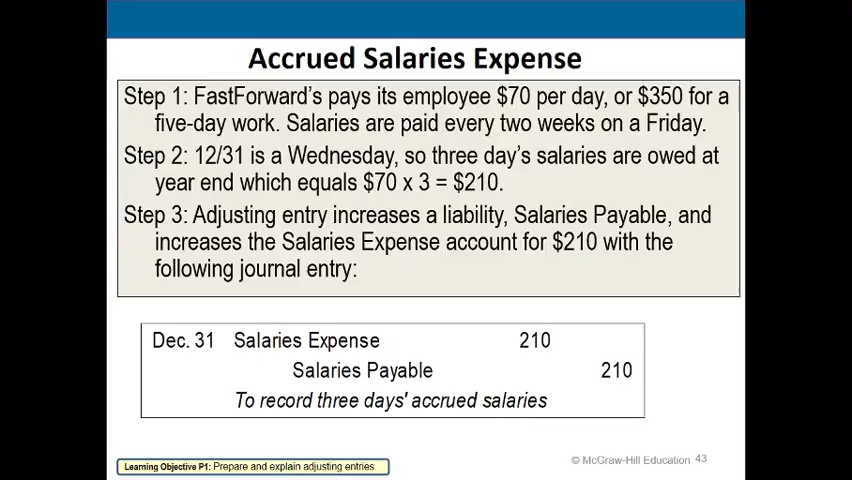 Accrued Salaries Expense
Step 1: FastForward's pays its employee $70 per day, or $350 for a
five-day work. Salaries are paid every two weeks on a Friday.
Step 2: 12/31 is a Wednesday, so three day's salaries are owed at
year end which equals $70 x 3 = $210.
Step 3: Adjusting entry increases a liability, Salaries Payable, and
increases the Salaries Expense account for $210 with the
following journal entry:
Dec. 31 Salaries Expense 210
Salaries Payable 210
To record three days' accrued salaries
Learning Objective P1: Prepare and explain adjusting entries.
© McGraw-Hill Education 43